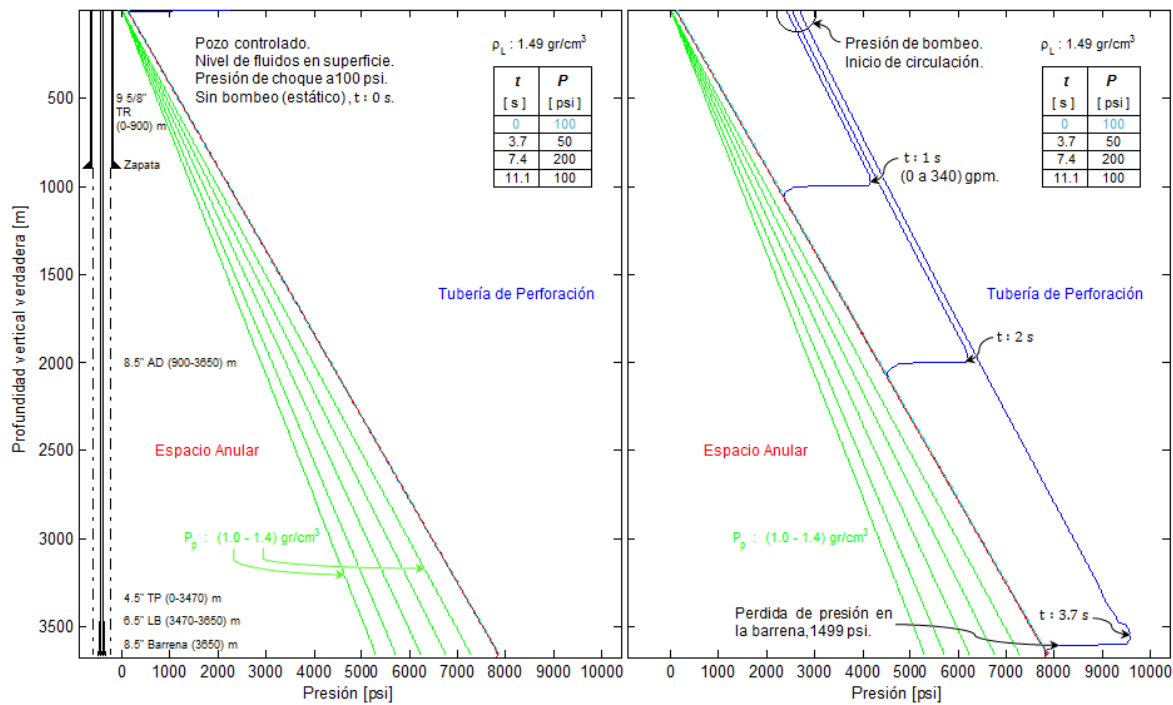 0 1000 2000 3000 4000 5000 6000 7000 8000 9000 10000
500
1000
1500
2000
2500
3000
3500
Profundidad vertical verdadera [m]
Pozo controlado.
Nivel de fluidos en superficie.
Presión de choque a100 psi.
Sin bombeo (estático), t: 0 s.
ρL : 1.49 gr/cm3
t P
[ s ] [ psi ]
0 100
3.7 50
7.4 200
11.1 100
9 5/8"
TR
(0-900) m
Zapata
Tubería de Perforación
8.5" AD (900-3650) m
Espacio Anular
Pp : (1.0 - 1.4) gr/cm3
4.5" TP (0-3470) m
6.5" LB (3470-3650) m
8.5" Barrena (3650) m
Presión [psi]
Presión de bombeo.
Inicio de circulación.
ρL : 1.49 gr/cm3
t P
[ s ] [ psi ]
0 100
3.7 50
7.4 200
11.1 100
t: 1 s
(0 a 340) gpm.
Tubería de Perforación
t: 2 s
Espacio Anular
Pp : (1.0 - 1.4) gr/cm3
Perdida de presión en
la barrena,1499 psi.
t: 3.7 s
0 1000 2000 3000 4000 5000 6000 7000 8000 9000 10000
Presión [psi]